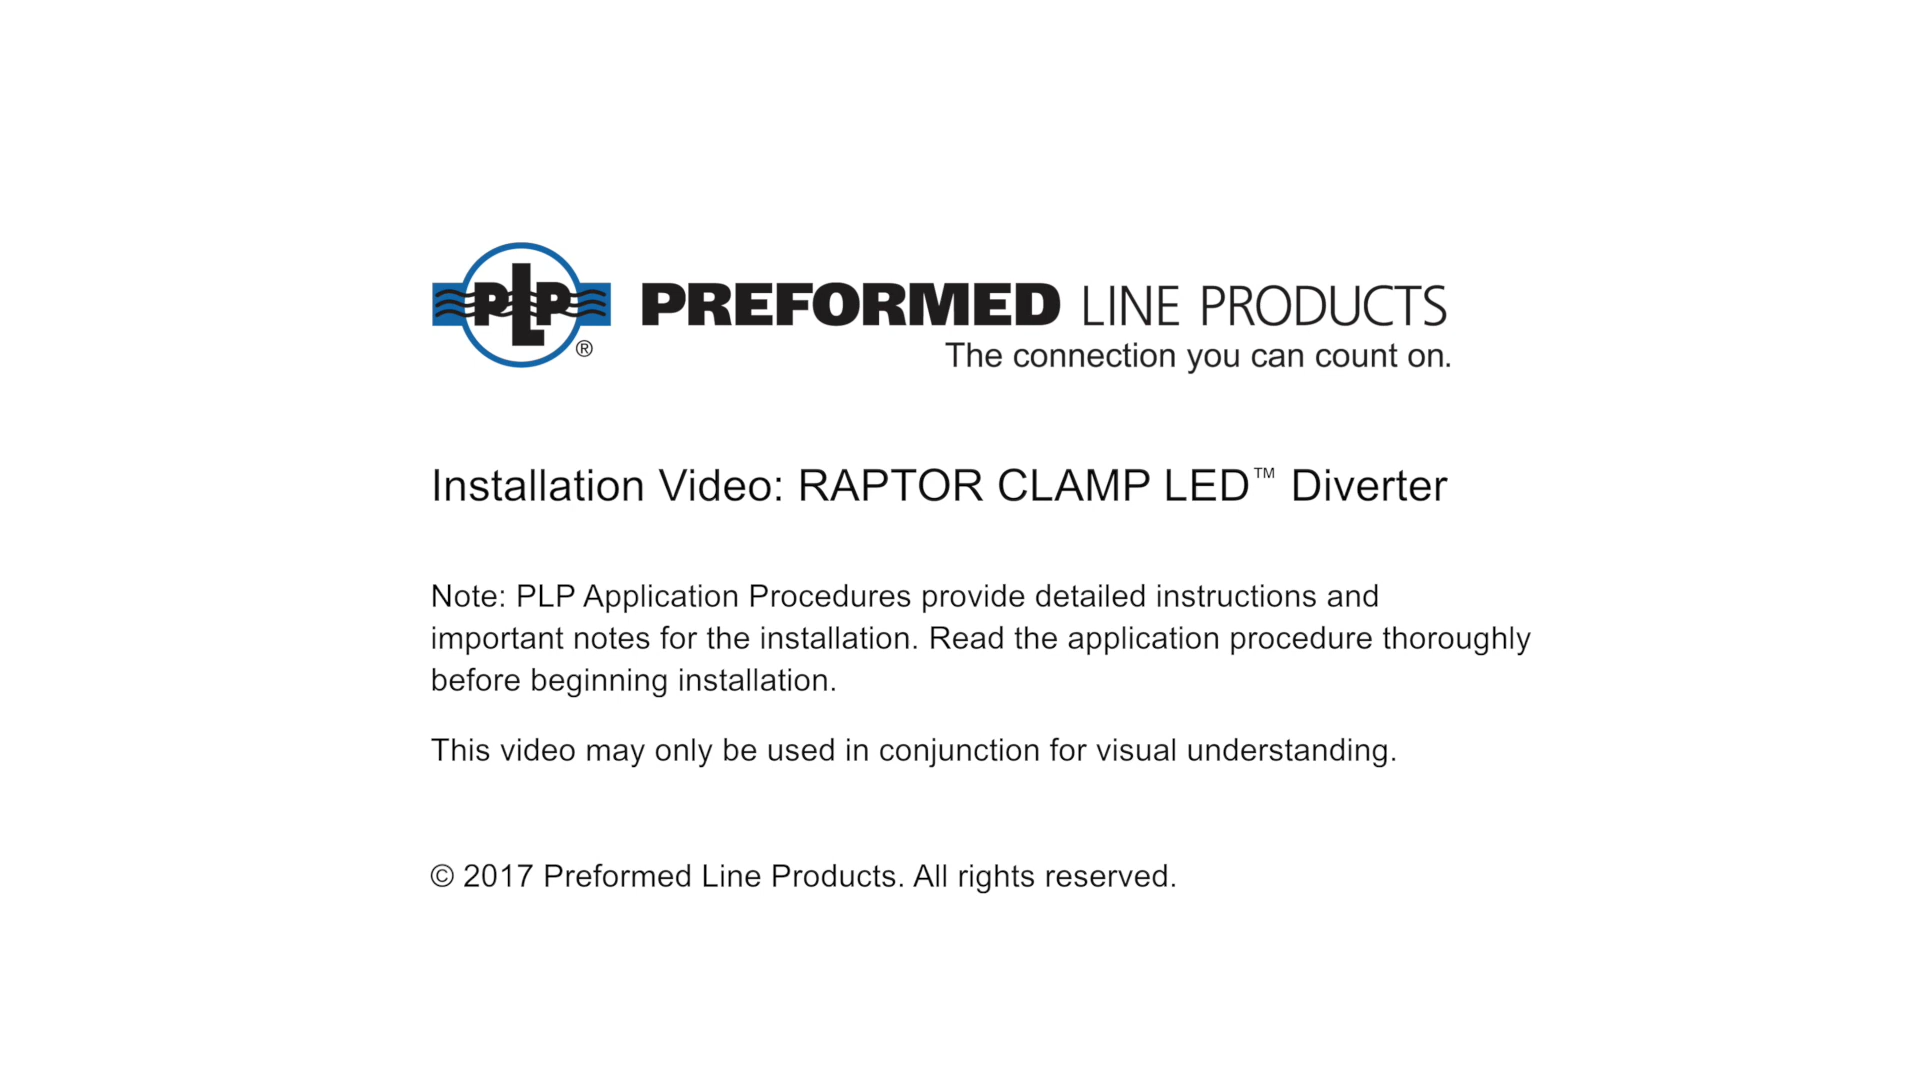 PLP®
PREFORMED LINE PRODUCTS
The connection you can count on.
Installation Video: RAPTOR CLAMP LED™ Diverter
Note: PLP Application Procedures provide detailed instructions and
important notes for the installation. Read the application procedure thoroughly
before beginning installation.
This video may only be used in conjunction for visual understanding.
© 2017 Preformed Line Products. All rights reserved.